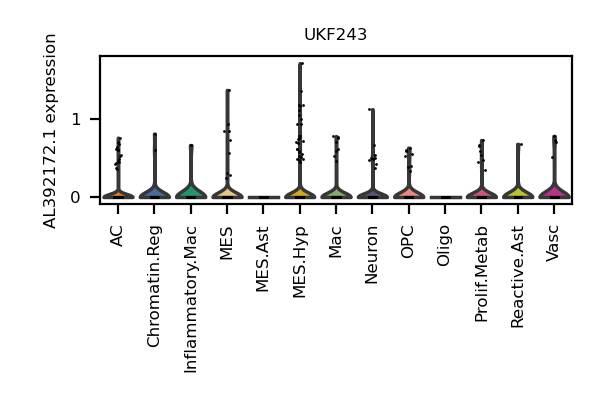 UKF243
AL392172.1 expression
1
0
AC
Chromatin.Reg
Inflammatory.Mac
MES
MES.Ast
MES.Hyp
Mac
Neuron
OPC
Oligo
Prolif.Metab
Reactive.Ast
Vasc